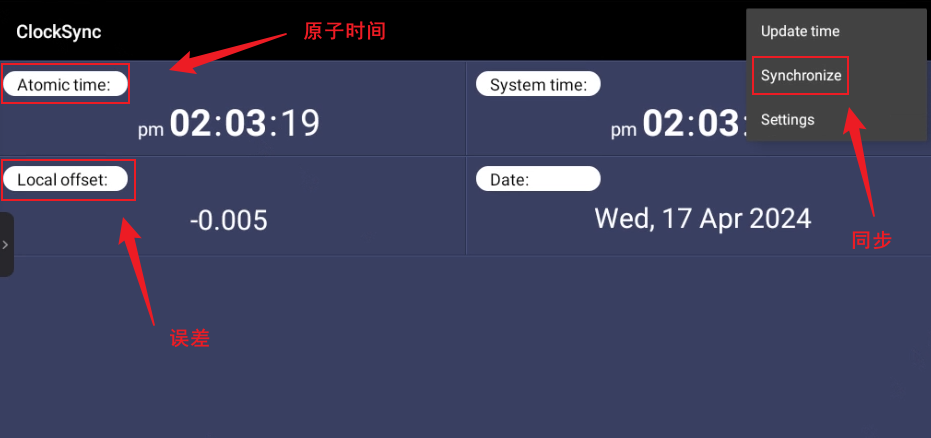 ClockSync
原子时间
Update time
Synchronize
Settings
Atomic time:
pm 02:03:19
System time:
pm 02:03:
Local offset:
-0.005
Date:
Wed, 17 Apr 2024
同步
误差